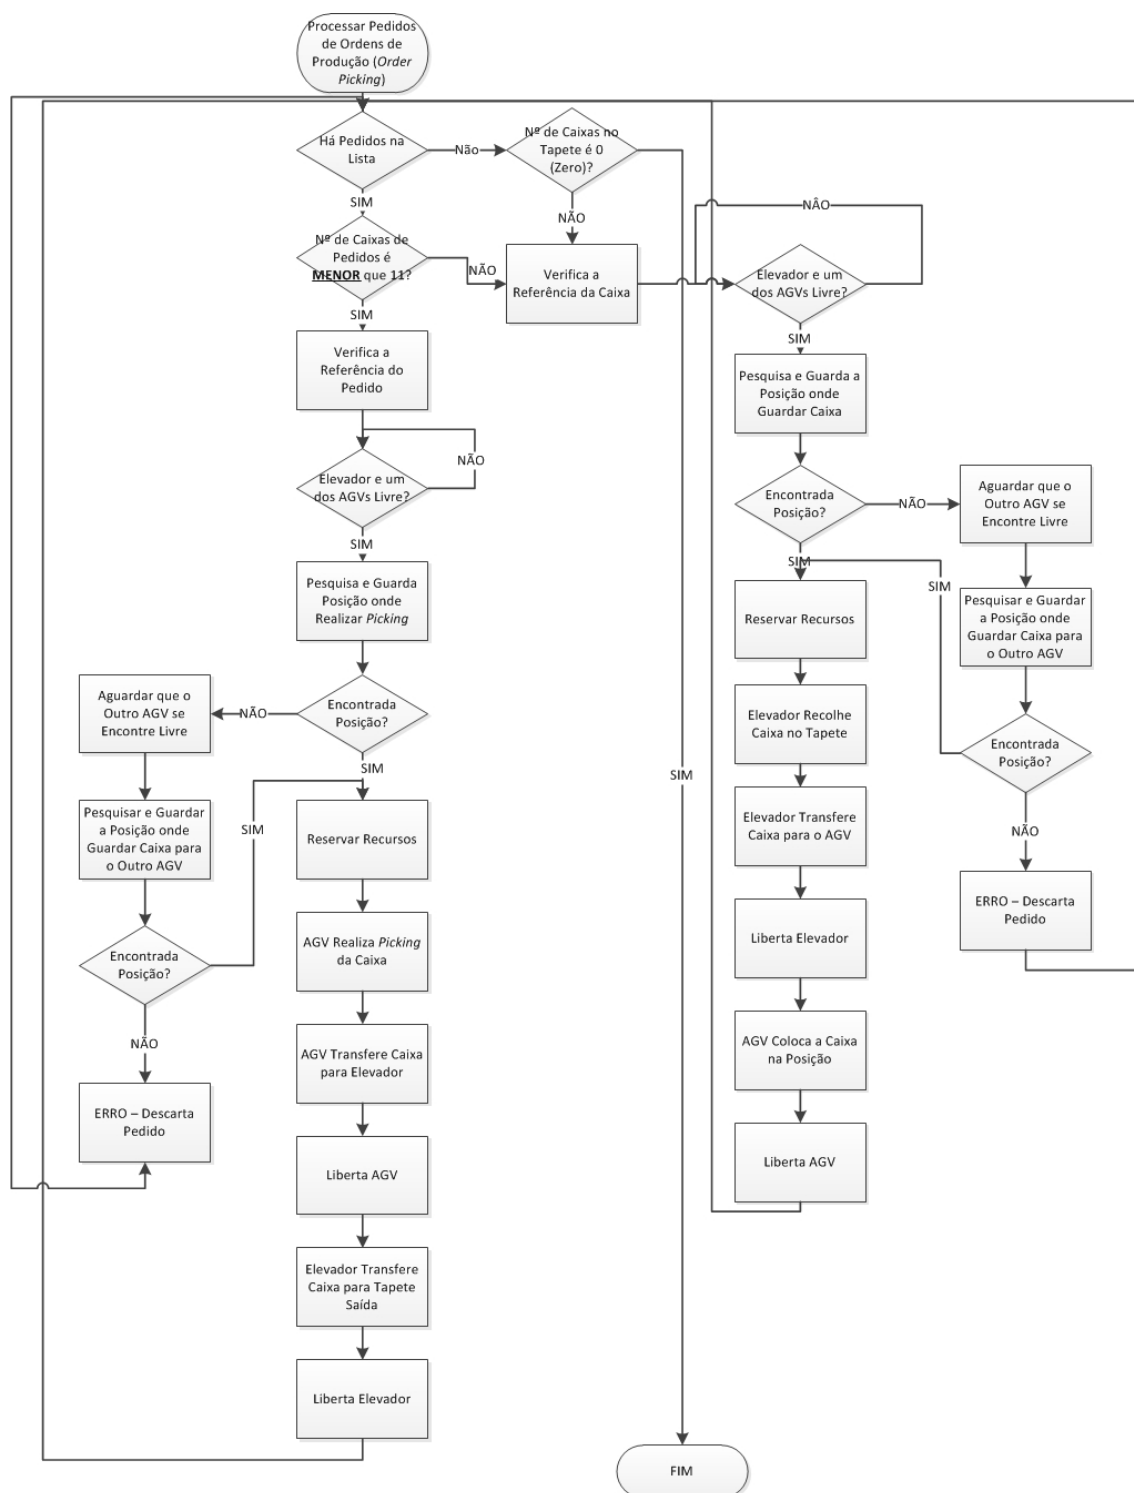 Processar Pedidos
de Ordens de
Produção (Order
Picking)
Há Pedidos na
Lista
Não
Nº de Caixas no
Tapete é 0
(Zero)?
SIM
NÃO
Nº de Caixas de
Pedidos é
MENOR que 11?
NÃO
Verifica a
Referência da Caixa
NÂO
Elevador e um
dos AGVs Livre?
SIM
SIM
Verifica a
Referência do
Pedido
Pesquisa e Guarda a
Posição onde
Guardar Caixa
NÃO
Elevador e um
dos AGVs Livre?
SIM
Encontrada
Posição?
NÃO
Aguardar que o
Outro AGV se
Encontre Livre
SIM
SIM
Pesquisa e Guarda
Posição onde
Realizar Picking
Reservar Recursos
Pesquisar e Guardar
a Posição onde
Guardar Caixa para
o Outro AGV
Aguardar que o
Outro AGV se
Encontre Livre
NÃO
Encontrada
Posição?
SIM
Elevador Recolhe
Caixa no Tapete
Encontrada
Posição?
SIM
NÃO
Pesquisar e Guardar
a Posição onde
Guardar Caixa para
o Outro AGV
SIM
Reservar Recursos
Elevador Transfere
Caixa para o AGV
ERRO – Descarta
Pedido
Encontrada
Posição?
NÃO
AGV Realiza Picking
da Caixa
Liberta Elevador
AGV Transfere Caixa
para Elevador
AGV Coloca a Caixa
na Posição
ERRO – Descarta
Pedido
Liberta AGV
Liberta AGV
Elevador Transfere
Caixa para Tapete
Saída
Liberta Elevador
FIM